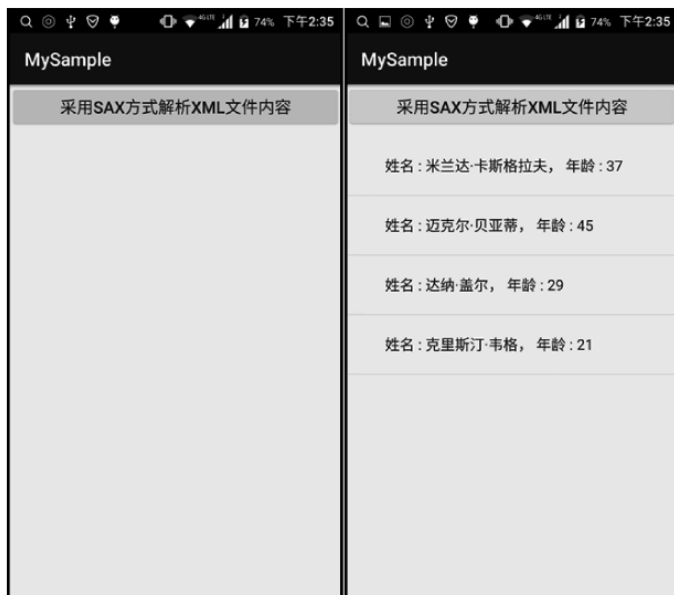 74% 下午2:35
MySample
采用SAX方式解析XML文件内容
74% 下午2:35
MySample
采用SAX方式解析XML文件内容
姓名 : 米兰达·卡斯格拉夫， 年龄 : 37
姓名 : 迈克尔·贝亚蒂， 年龄 : 45
姓名 : 达纳·盖尔， 年龄 : 29
姓名 : 克里斯汀·韦格， 年龄 : 21